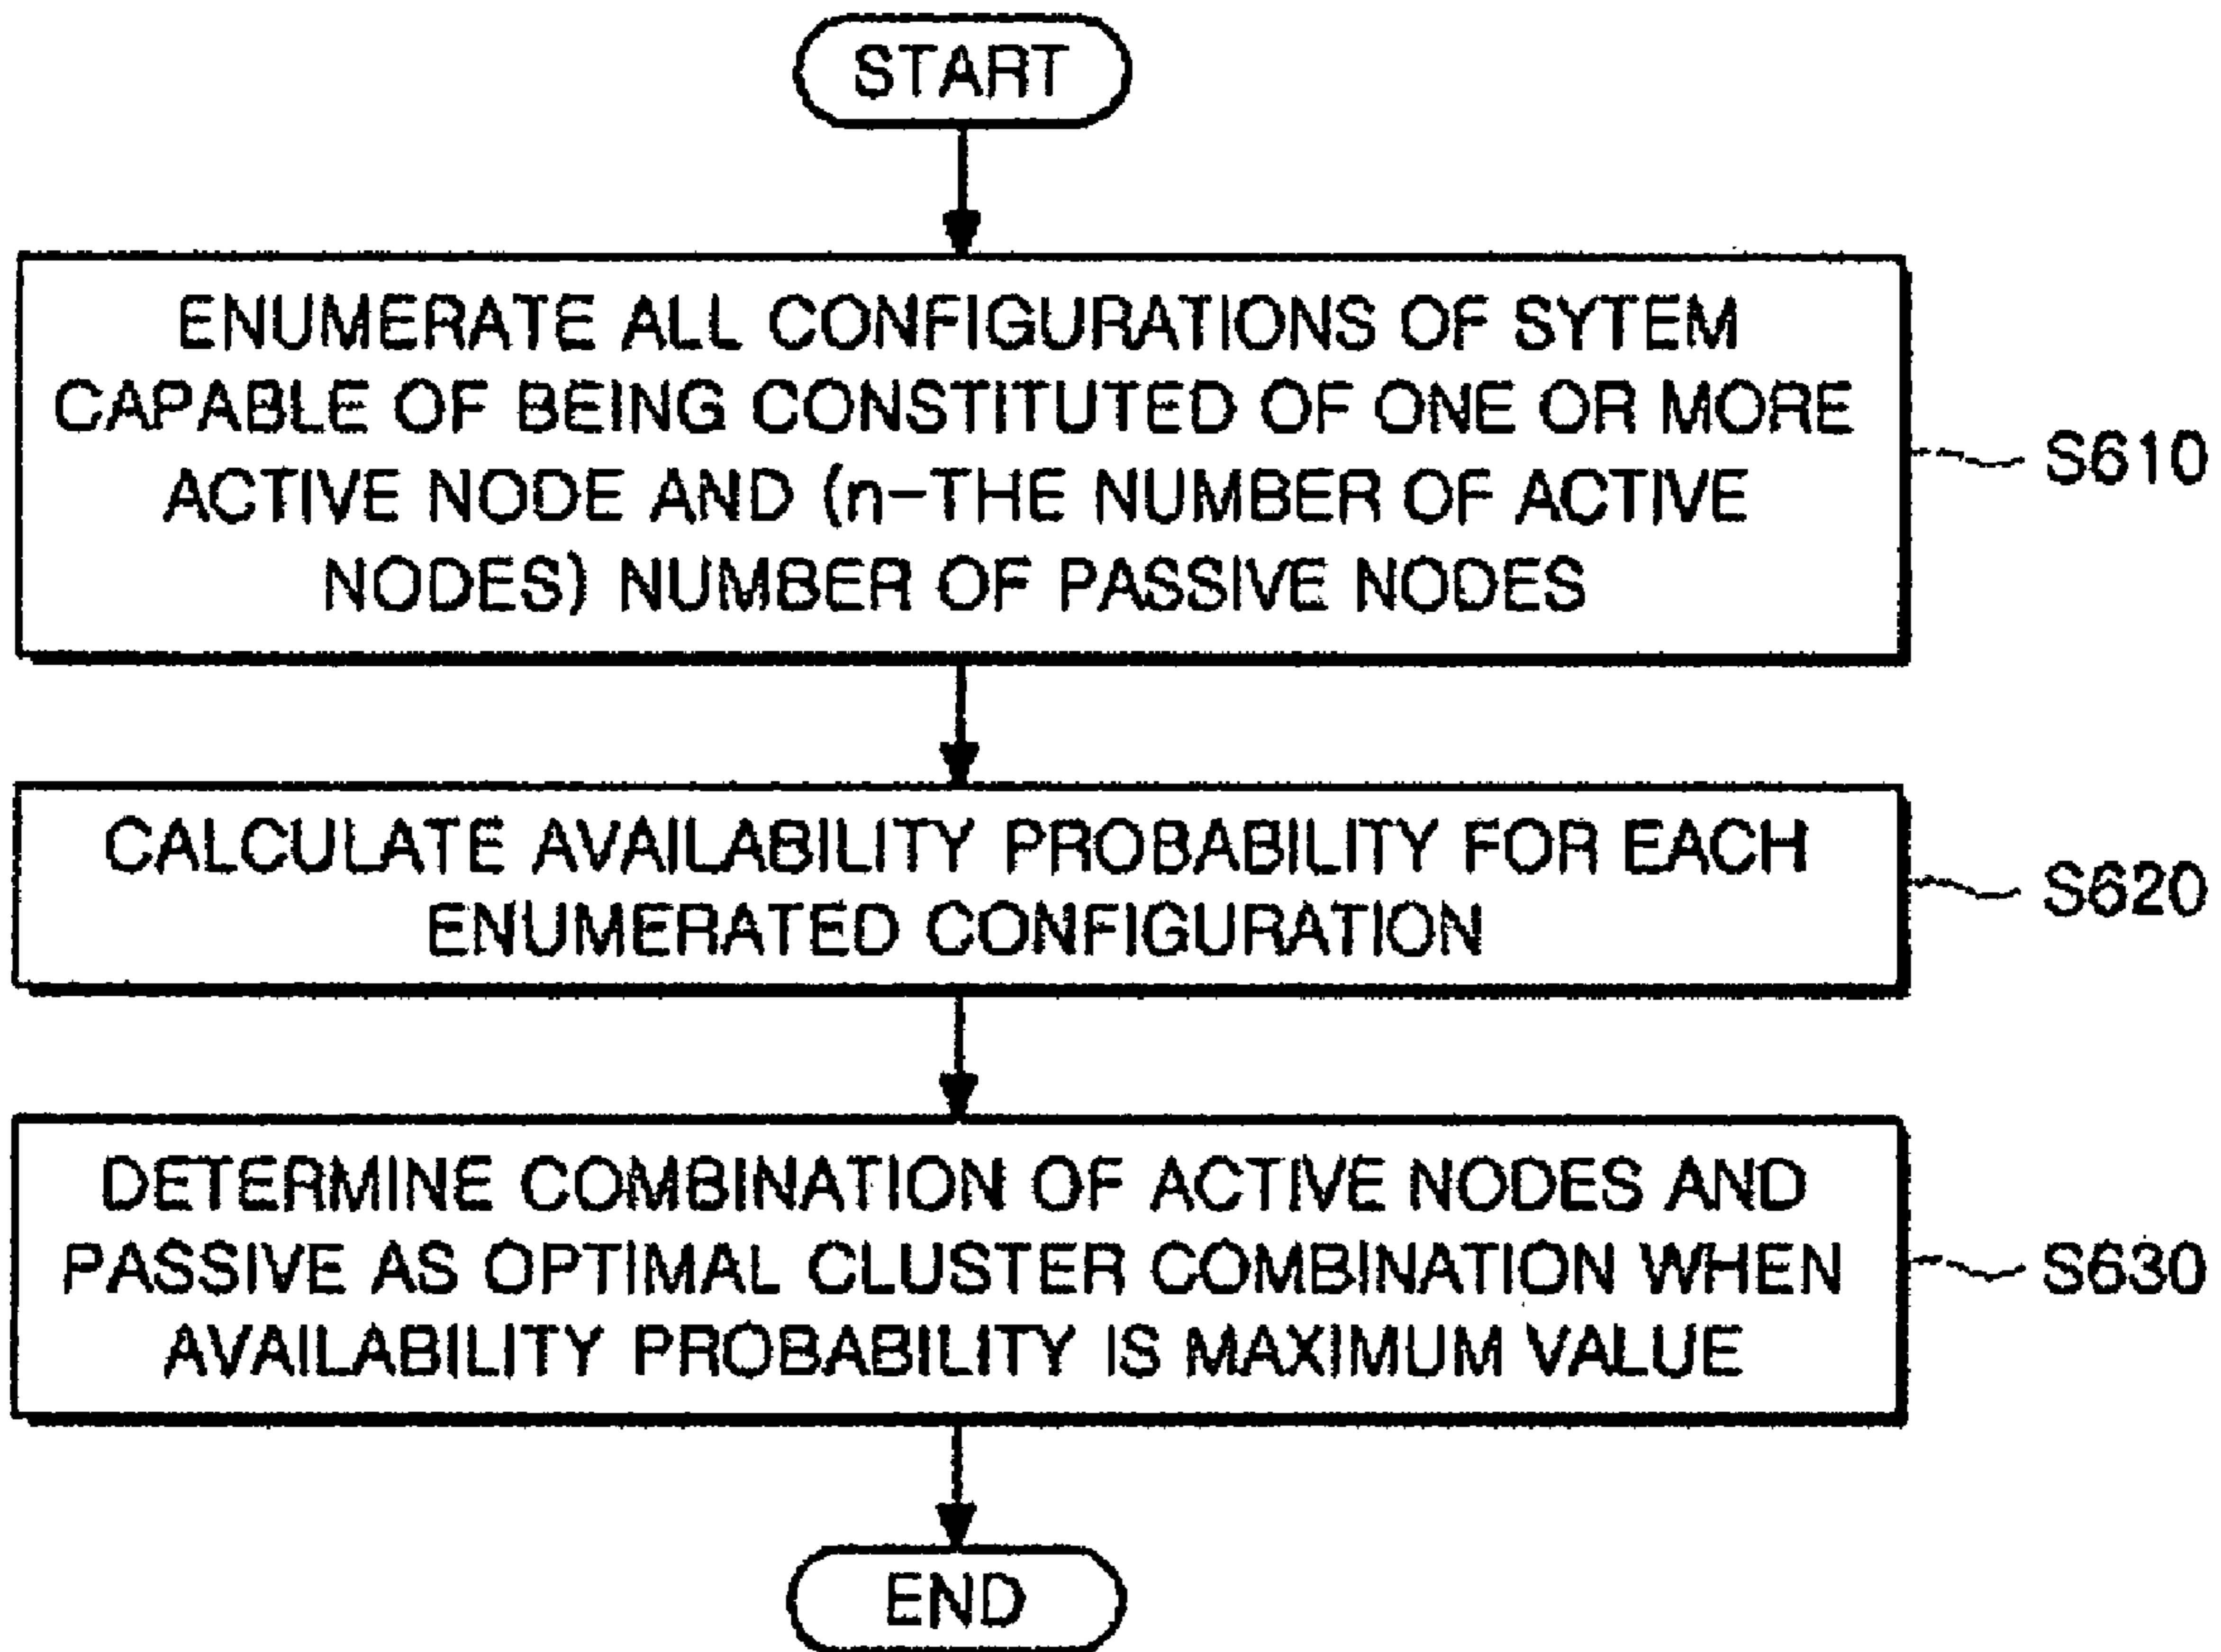 START
ENUMERATE ALL CONFIGURATIONS OF SYTEM
CAPABLE OF BEING CONSTITUTED OF ONE OR MORE
ACTIVE NODE AND (n-THE NUMBER OF ACTIVE
NODES) NUMBER OF PASSIVE NODES
S610
CALCULATE AVAILABILITY PROBABILITY FOR EACH
ENUMERATED CONFIGURATION
S620
DETERMINE COMBINATION OF ACTIVE NODES AND
PASSIVE AS OPTIMAL CLUSTER COMBINATION WHEN
AVAILABILITY PROBABILITY IS MAXIMUM VALUE
S630
END